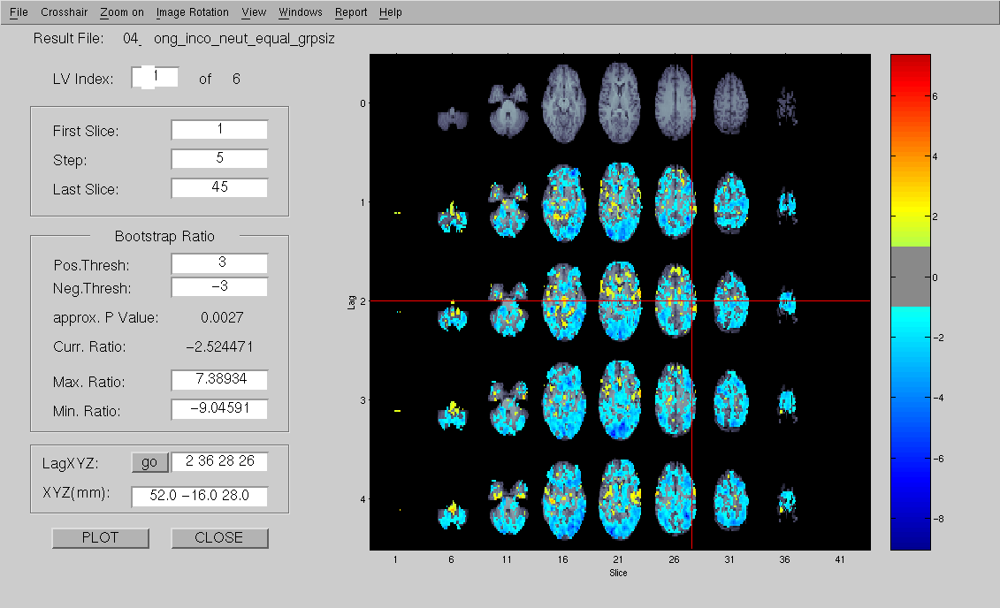 File Crosshair Zoom on Image Rotation View Windows Report Help
Result File: 04_ ong_inco_neut_equal_grpsiz
LV Index: 1 of 6
First Slice: 1
Step: 5
Last Slice: 45
Bootstrap Ratio
Pos.Thresh: 3
Neg.Thresh: −3
approx. P Value: 0.0027
Curr. Ratio: −2.524471
Max. Ratio: 7.38934
Min. Ratio: −9.04591
LagXYZ: go 2 36 28 26
XYZ(mm): 52.0 −16.0 28.0
PLOT CLOSE
0
1
2
3
4
Lag
1 6 11 16 21 26 31 36 41
Slice
6
4
2
0
−2
−4
−6
−8